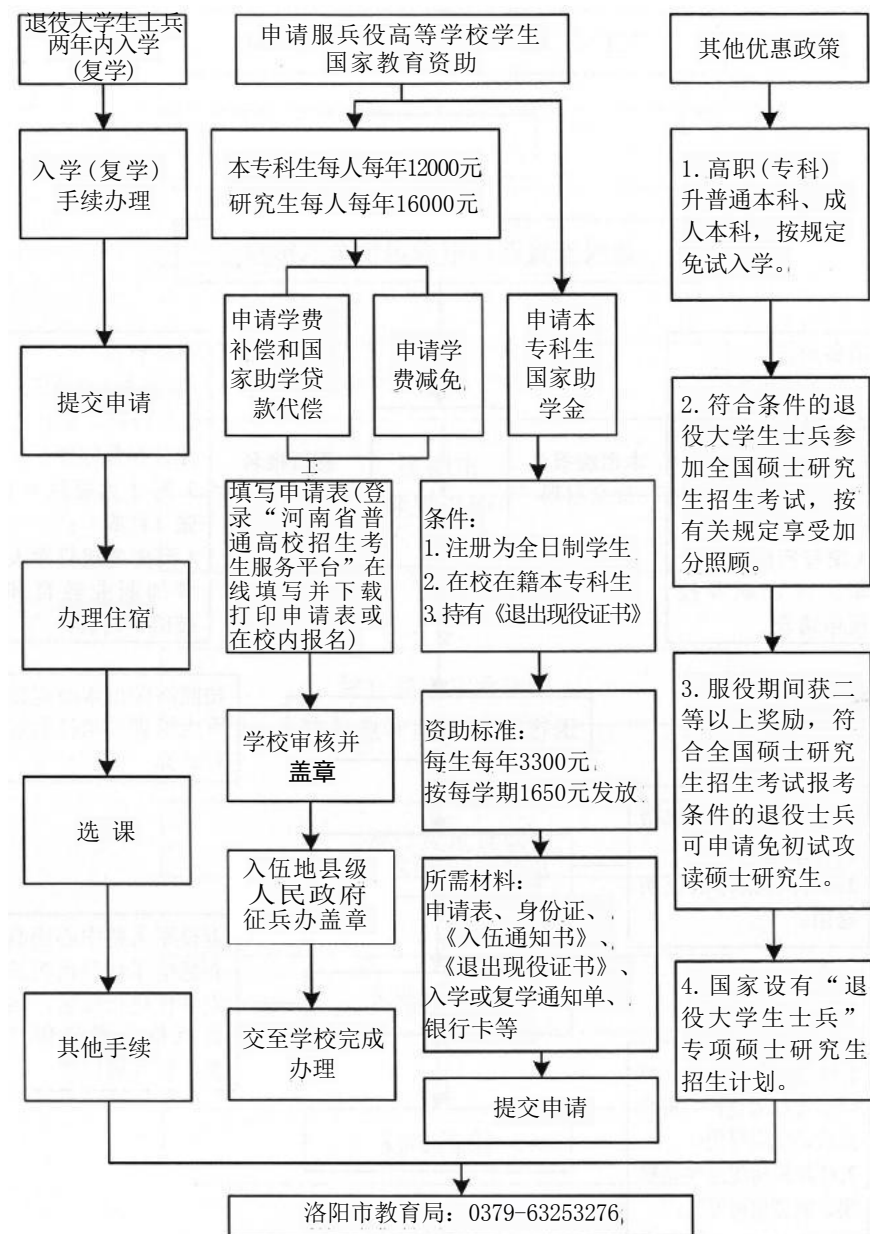 退役大学生士兵
两年内入学
(复学)
入学(复学)
手续办理
提交申请
办理住宿
选 课
其他手续
申请服兵役高等学校学生
国家教育资助
本专科生每人每年12000元
研究生每人每年16000元
申请学费
补偿和国
家助学贷
款代偿
申请学
费减免
填写申请表(登
录“河南省普
通高校招生考
生服务平台”在
线填写并下载
打印申请表或
在校内报名)
学校审核并
盖章
入伍地县级
人民政府
征兵办盖章
交至学校完成
办理
申请本
专科生
国家助
学金
条件:
1.注册为全日制学生
2.在校在籍本专科生
3.持有《退出现役证书》
资助标准:
每生每年3300元,
按每学期1650元发放
所需材料:
申请表、身份证、
《入伍通知书》、
《退出现役证书》、
入学或复学通知单、
银行卡等
提交申请
其他优惠政策
1.高职(专科)
升普通本科、成
人本科,按规定
免试入学。
2.符合条件的退
役大学生士兵参
加全国硕士研究
生招生考试,按
有关规定享受加
分照顾。
3.服役期间获二
等以上奖励,符
合全国硕士研究
生招生考试报考
条件的退役士兵
可申请免初试攻
读硕士研究生。
4.国家设有“退
役大学生士兵”
专项硕士研究生
招生计划。
洛阳市教育局:0379-63253276